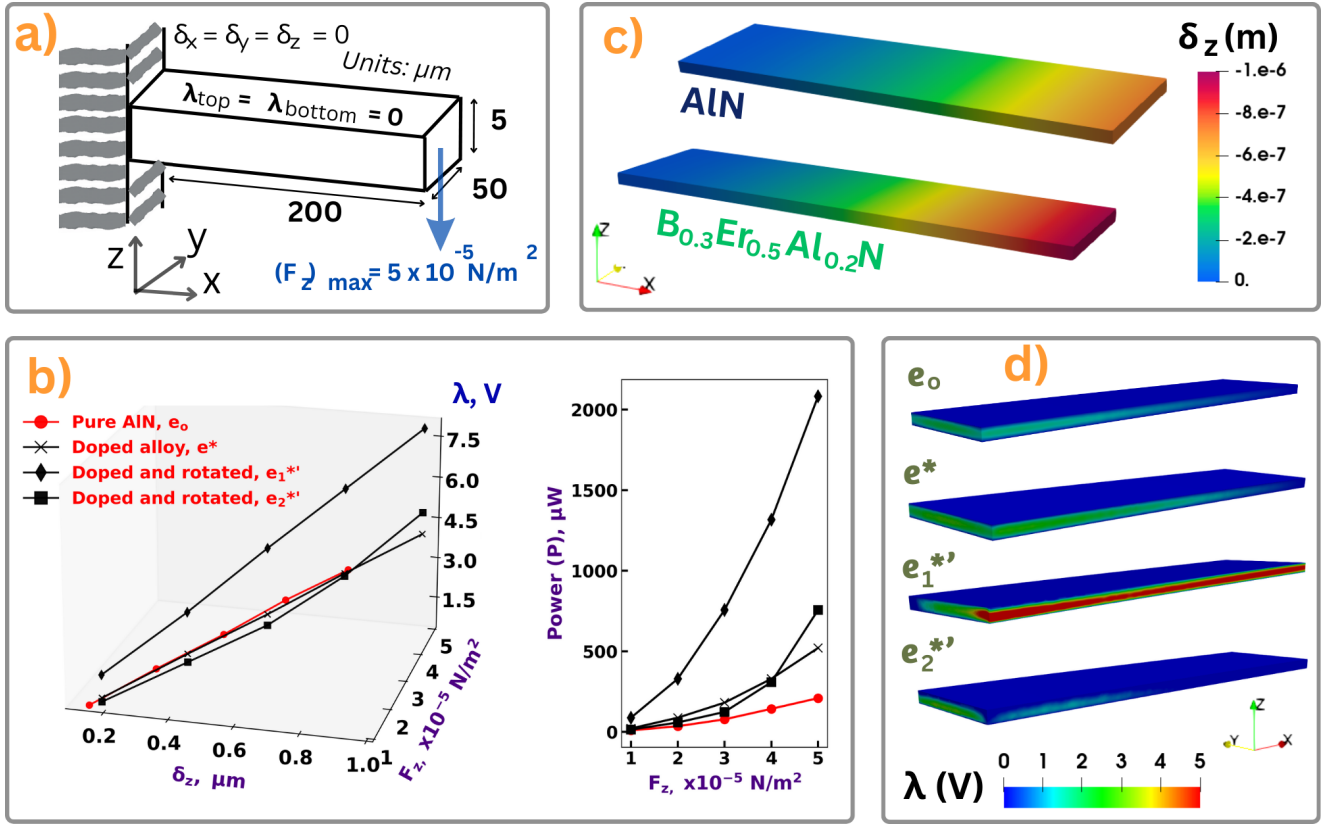 a)
δx = δy = δz = 0
Units: μm
λtop = λbottom = 0
5
50
200
z
y
x
(Fz)max = 5 x 10-5 N/m2
c)
δz (m)
AlN
-1.e-6
-8.e-7
-6.e-7
-4.e-7
-2.e-7
0.
B0.3Er0.5Al0.2N
Z
Y
X
b)
λ, V
Pure AlN, eo
Doped alloy, e*
Doped and rotated, e1*'
Doped and rotated, e2*'
7.5
6.0
4.5
3.0
1.5
5
4
3
2
1
Fz, x10⁻⁵ N/m²
0.2
0.4
0.6
0.8
1.0
δz, μm
Power (P), μW
2000
1500
1000
500
0
1 2 3 4 5
Fz, x10⁻⁵ N/m²
d)
eo
e*
e1*’
e2*’
Z
Y
X
λ (V)
0 1 2 3 4 5